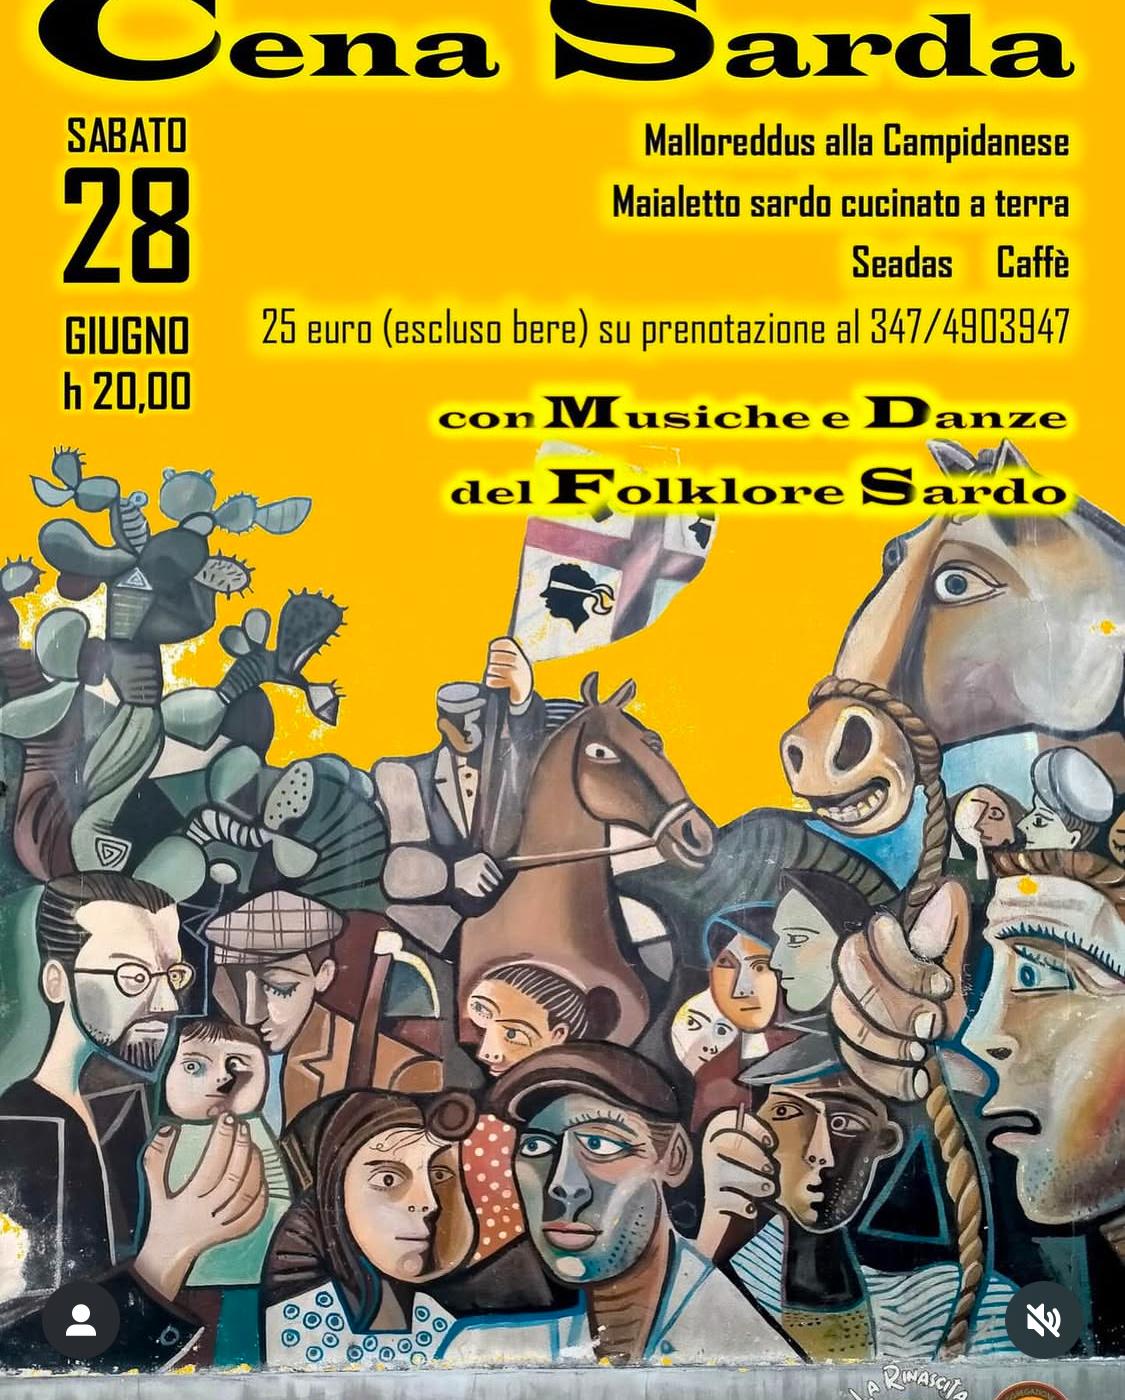 Cena Sarda
SABATO
28
GIUGNO
h 20,00
Malloreddus alla Campidanese
Maialetto sardo cucinato a terra
Seadas Caffè
25 euro (escluso bere) su prenotazione al 347/4903947
con Musiche e Danze
del Folklore Sardo
LA RINASCITA